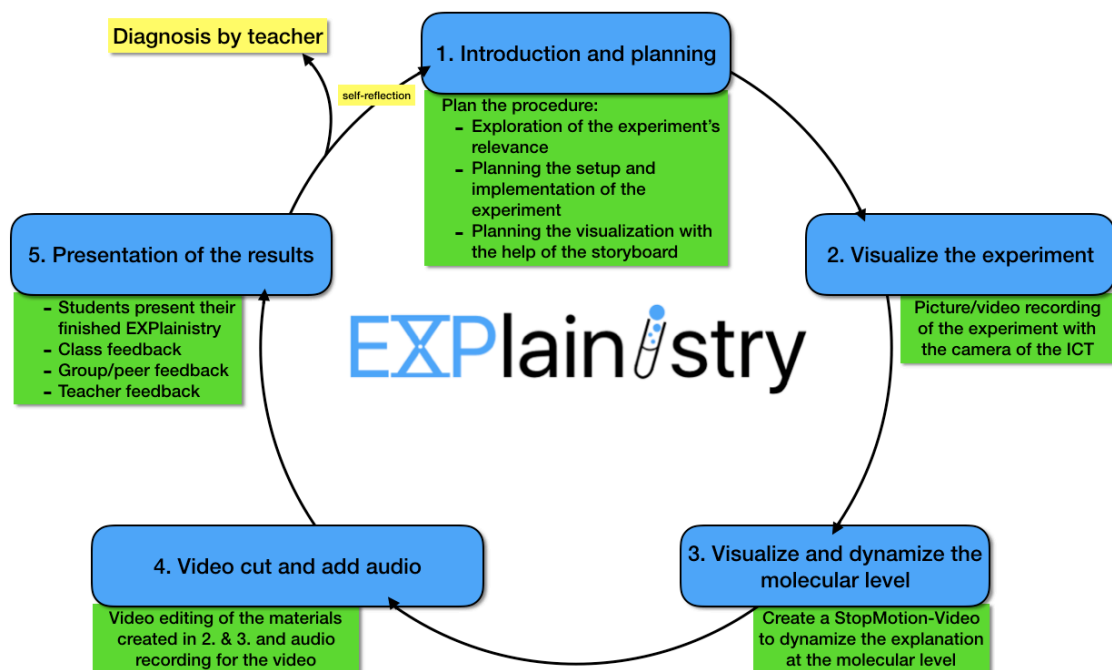 Diagnosis by teacher
self-reflection
1. Introduction and planning
Plan the procedure:
- Exploration of the experiment's
relevance
- Planning the setup and
implementation of the
experiment
- Planning the visualization with
the help of the storyboard
2. Visualize the experiment
Picture/video recording
of the experiment with
the camera of the ICT
3. Visualize and dynamize the
molecular level
Create a StopMotion-Video
to dynamize the explanation
at the molecular level
4. Video cut and add audio
Video editing of the materials
created in 2. & 3. and audio
recording for the video
5. Presentation of the results
- Students present their
finished EXPlainistry
- Class feedback
- Group/peer feedback
- Teacher feedback
EXPlainistry